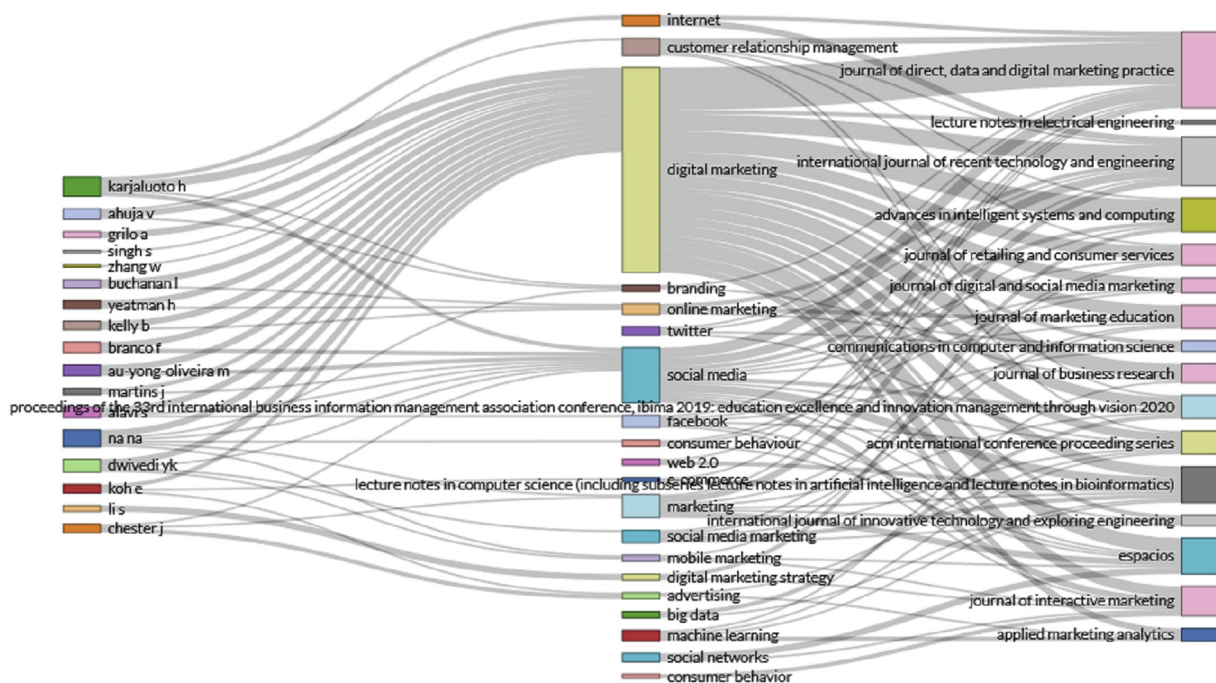 karjaluoto h
ahuja v
grilo a
singh s
zhang w
buchanan l
yeatman h
kelly b
branco f
au-yong-oliveira m
martins j
alavi s
na na
dwivedi yk
koh e
li s
chester j
internet
customer relationship management
digital marketing
branding
online marketing
twitter
social media
facebook
consumer behaviour
web 2.0
e-commerce
marketing
social media marketing
mobile marketing
digital marketing strategy
advertising
big data
machine learning
social networks
consumer behavior
journal of direct, data and digital marketing practice
lecture notes in electrical engineering
international journal of recent technology and engineering
advances in intelligent systems and computing
journal of retailing and consumer services
journal of digital and social media marketing
journal of marketing education
communications in computer and information science
journal of business research
proceedings of the 33rd international business information management association conference, ibima 2019: education excellence and innovation management through vision 2020
acm international conference proceeding series
lecture notes in computer science (including subseries lecture notes in artificial intelligence and lecture notes in bioinformatics)
international journal of innovative technology and exploring engineering
espacios
journal of interactive marketing
applied marketing analytics